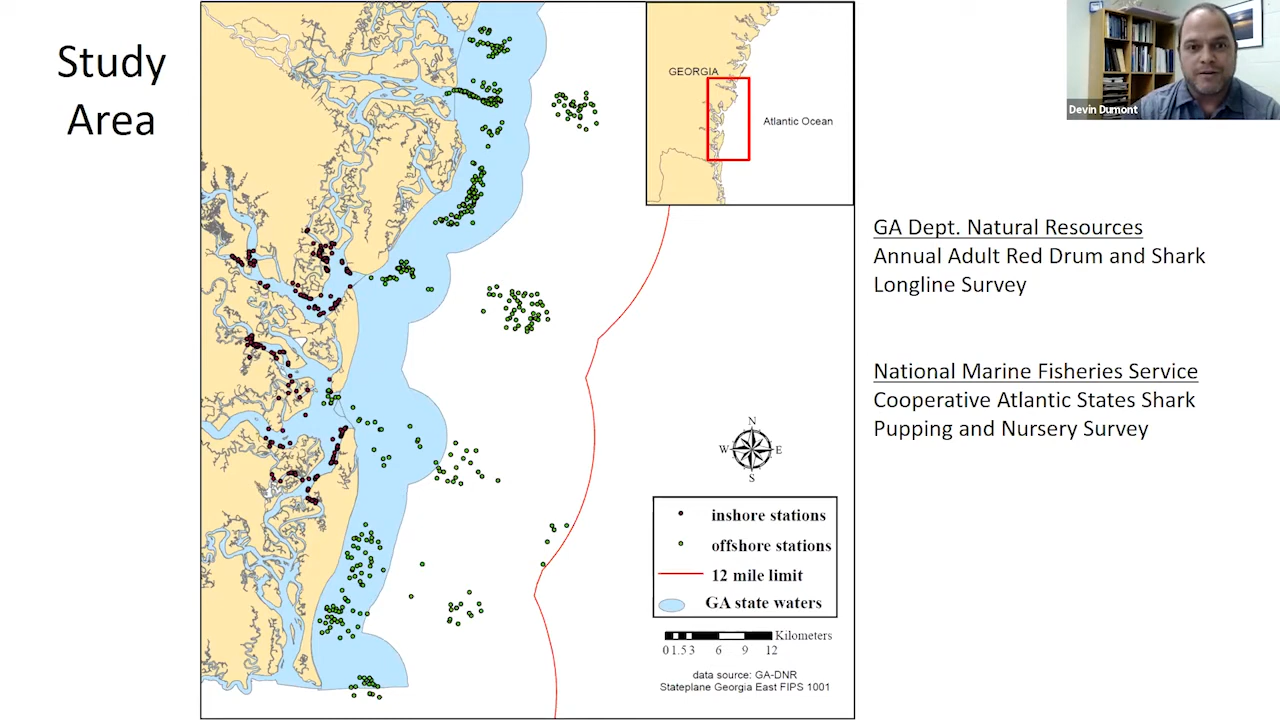 Study
Area
GEORGIA
Atlantic Ocean
Devin Dumont
GA Dept. Natural Resources
Annual Adult Red Drum and Shark
Longline Survey
National Marine Fisheries Service
Cooperative Atlantic States Shark
Pupping and Nursery Survey
N
W E
S
inshore stations
offshore stations
12 mile limit
GA state waters
Kilometers
0 1.5 3 6 9 12
data source: GA-DNR
Stateplane Georgia East FIPS 1001